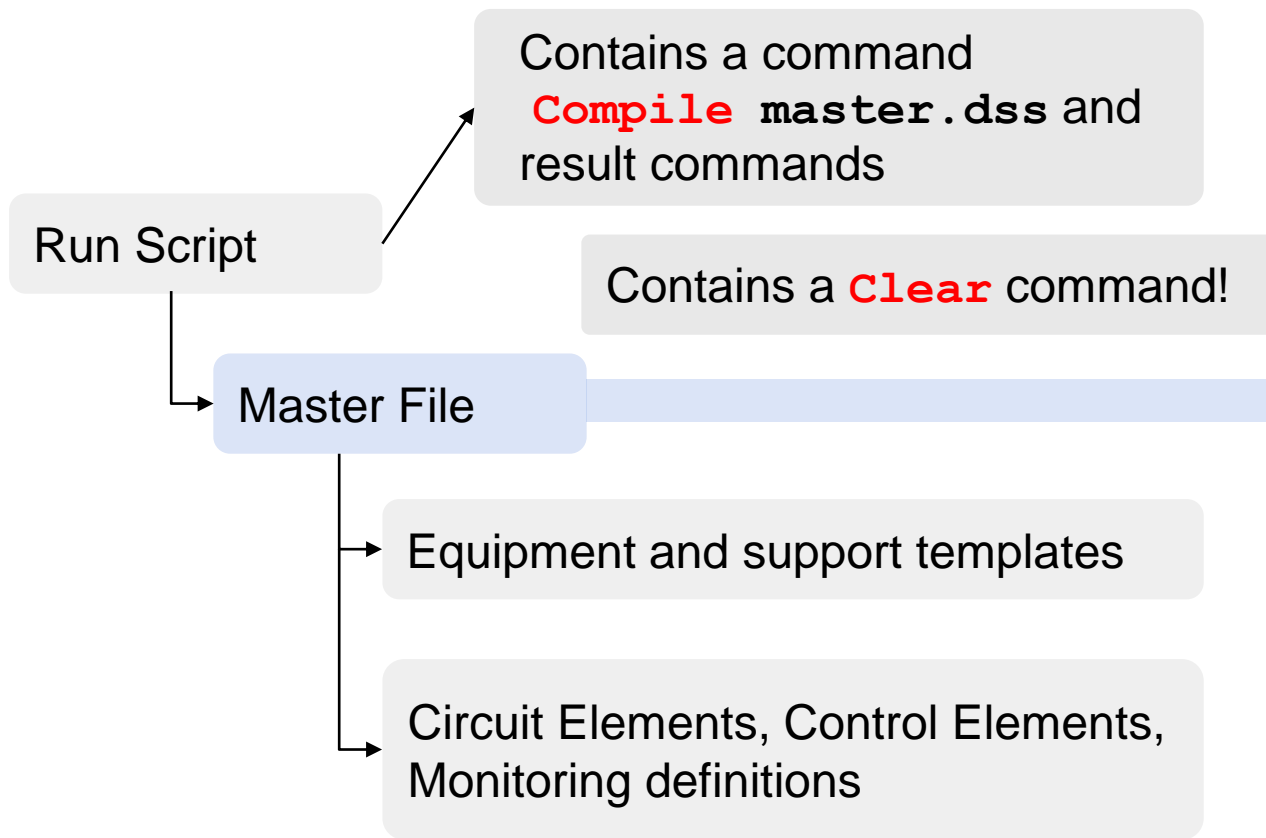 Contains a command
Compile master.dss and
result commands
Run Script
Contains a Clear command!
Master File
Equipment and support templates
Circuit Elements, Control Elements,
Monitoring definitions